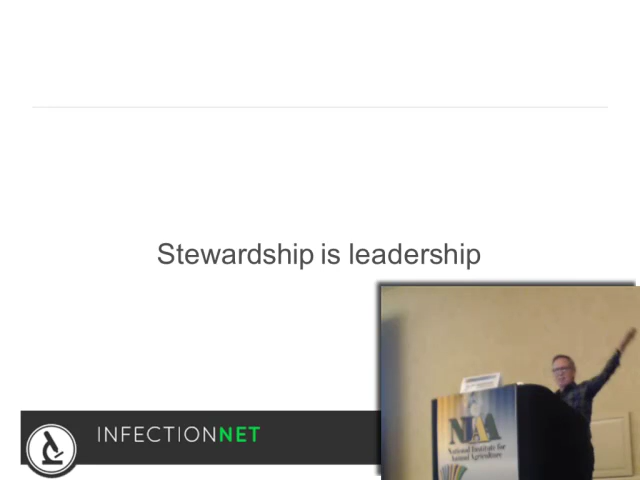 Stewardship is leadership
INFECTIONNET
NIAA
National Institute for
Animal Agriculture